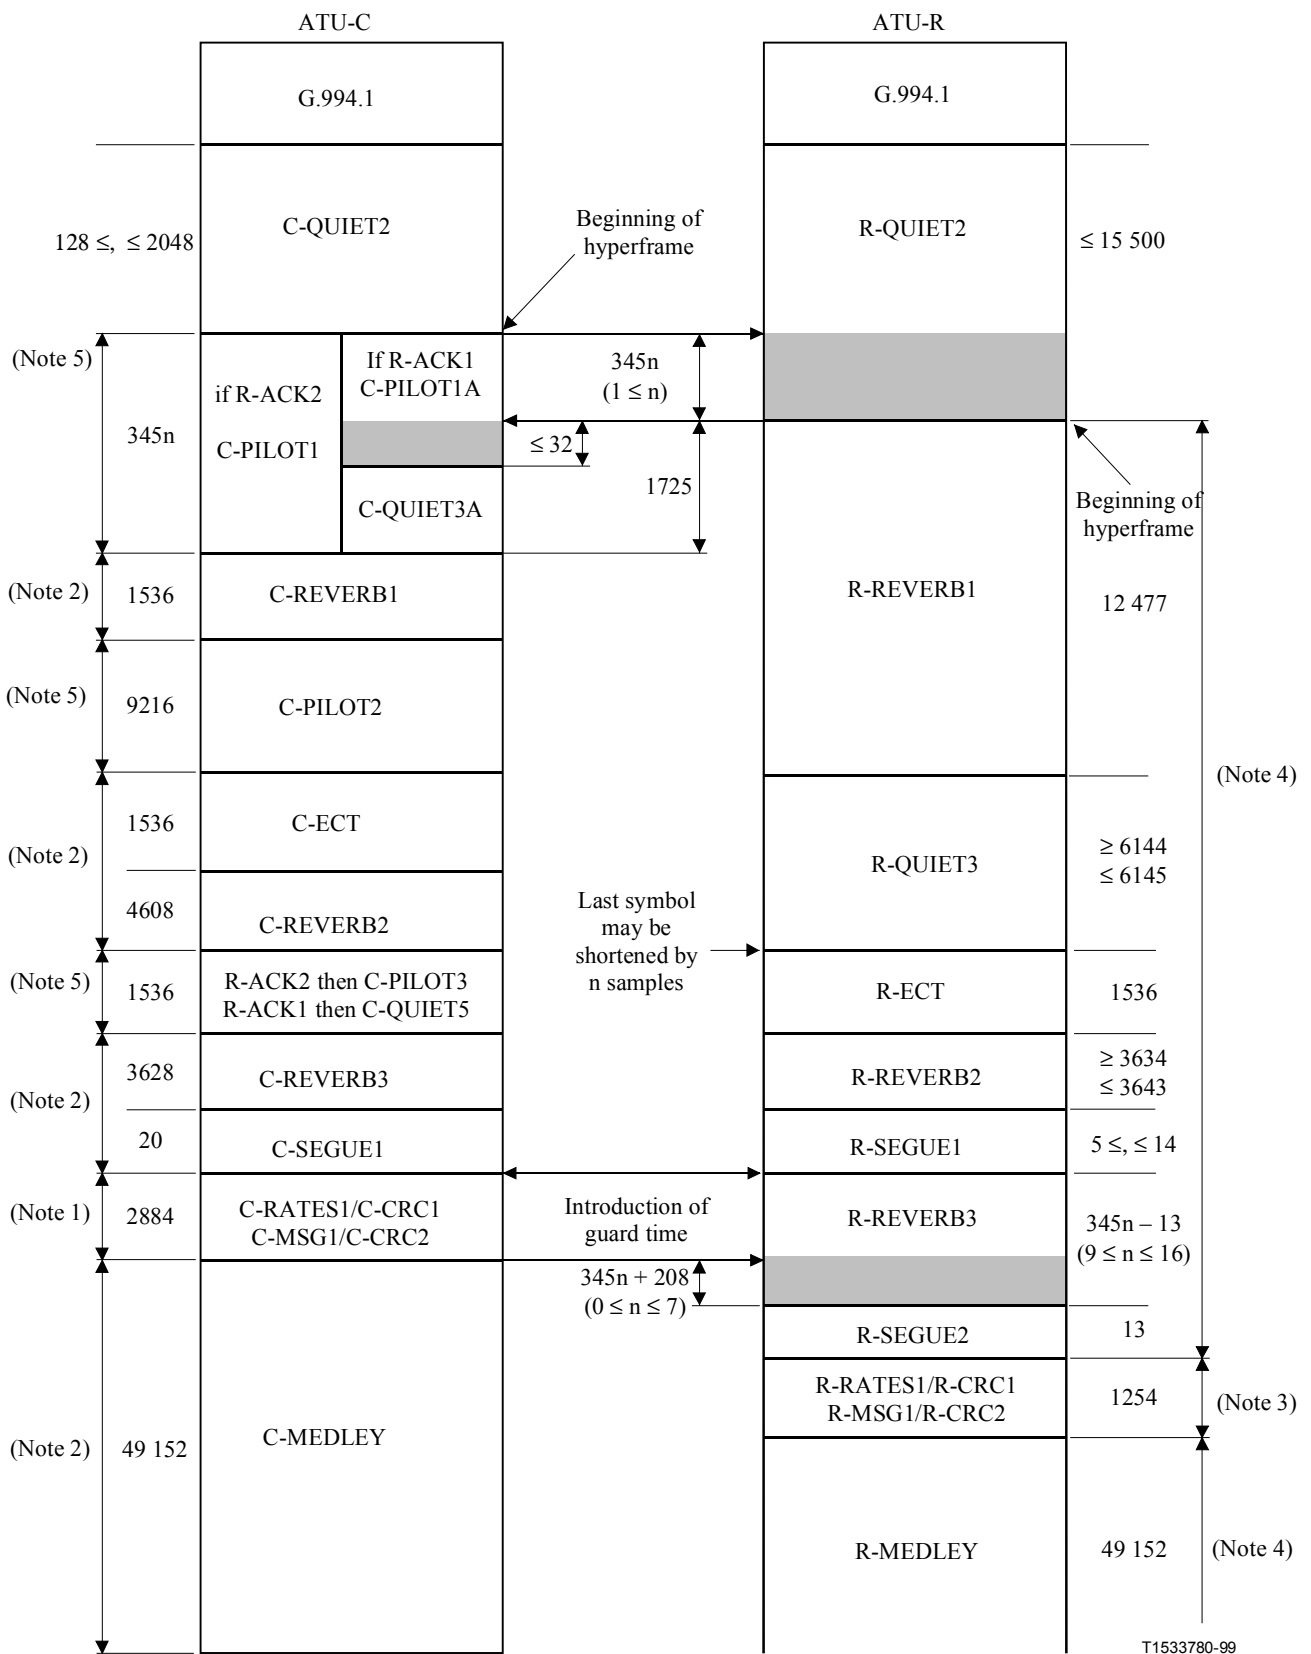 ATU-C
ATU-R
G.994.1
G.994.1
128 ≤, ≤ 2048
C-QUIET2
Beginning of
hyperframe
R-QUIET2
≤ 15 500
(Note 5)
345n
if R-ACK2
C-PILOT1
If R-ACK1
C-PILOT1A
345n
(1 ≤ n)
≤ 32
1725
C-QUIET3A
Beginning of
hyperframe
(Note 2)
1536
C-REVERB1
R-REVERB1
12 477
(Note 5)
9216
C-PILOT2
(Note 4)
(Note 2)
1536
C-ECT
4608
C-REVERB2
R-QUIET3
≥ 6144
≤ 6145
Last symbol
may be
shortened by
n samples
(Note 5)
1536
R-ACK2 then C-PILOT3
R-ACK1 then C-QUIET5
R-ECT
1536
(Note 2)
3628
C-REVERB3
R-REVERB2
≥ 3634
≤ 3643
20
C-SEGUE1
R-SEGUE1
5 ≤, ≤ 14
(Note 1)
2884
C-RATES1/C-CRC1
C-MSG1/C-CRC2
Introduction of
guard time
R-REVERB3
345n – 13
(9 ≤ n ≤ 16)
345n + 208
(0 ≤ n ≤ 7)
R-SEGUE2
13
R-RATES1/R-CRC1
R-MSG1/R-CRC2
1254
(Note 3)
(Note 2)
49 152
C-MEDLEY
R-MEDLEY
49 152
(Note 4)
T1533780-99